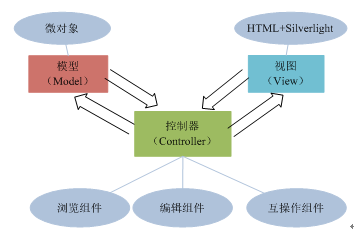 微对象
HTML+Silverlight
模型
（Model）
视图
（View）
控制器
（Controller）
浏览组件
编辑组件
互操作组件